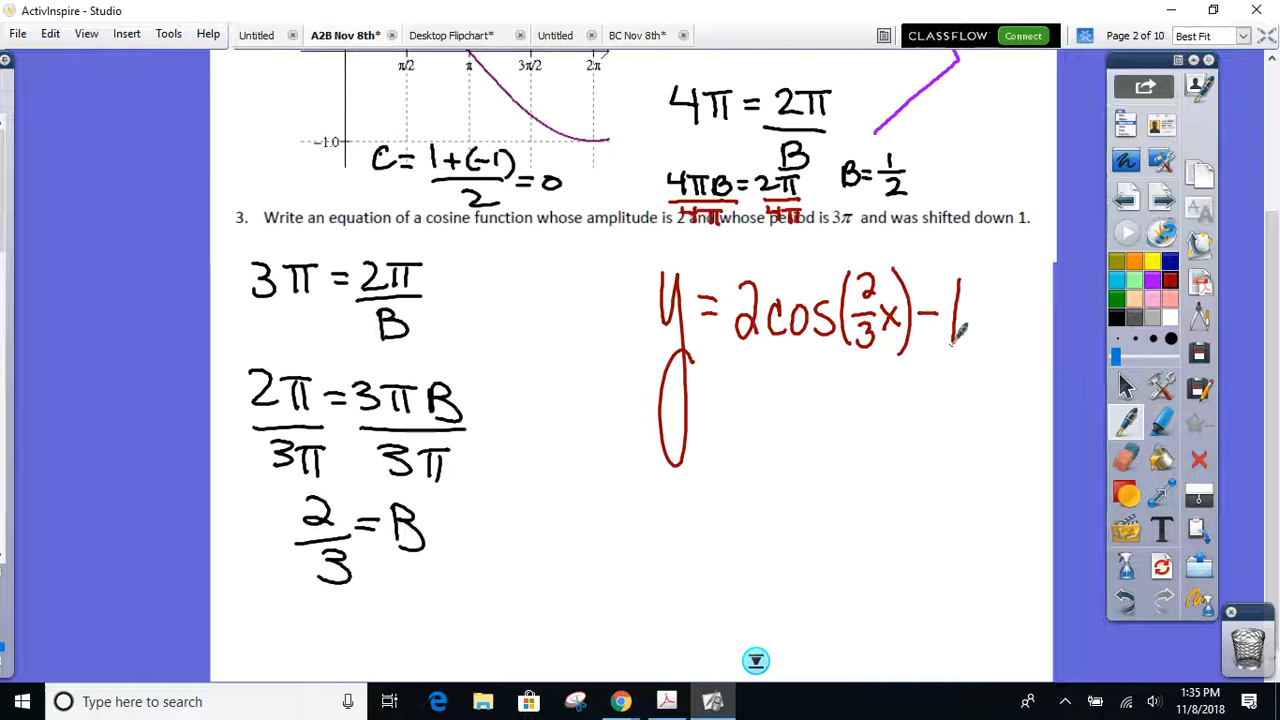 ActivInspire - Studio
File Edit View Insert Tools Help
Untitled A2B Nov 8th* Desktop Flipchart* Untitled BC Nov 8th*
CLASSFLOW Connect
Page 2 of 10 Best Fit
π/2 π 3π/2 2π
-1.0
C = 1+(-1)/2 = 0
4π = 2π/B
4πB/4π = 2π/4π
B = 1/2
3. Write an equation of a cosine function whose amplitude is 2 and whose period is 3π and was shifted down 1.
3π = 2π/B
y = 2cos(2/3x) - 1
2π/3π = 3πB/3π
2/3 = B
Type here to search
1:35 PM
11/8/2018